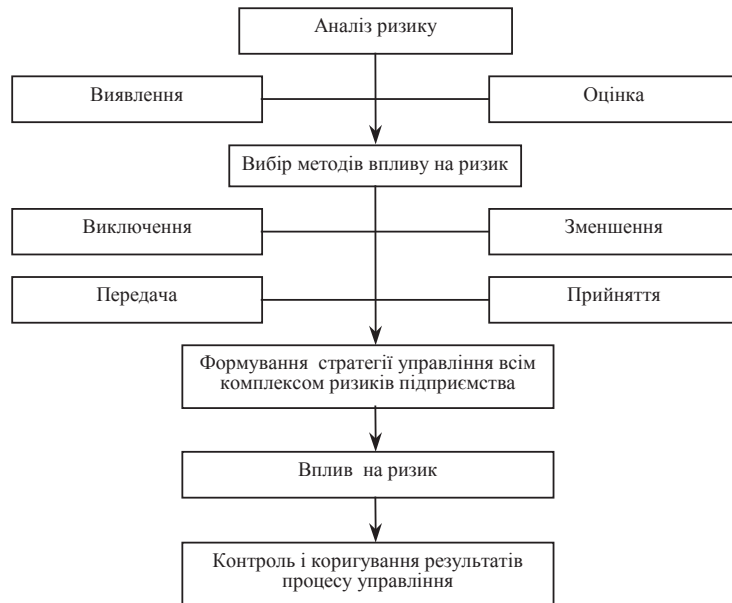 Аналіз ризику
Виявлення
Оцінка
Вибір методів впливу на ризик
Виключення
Зменшення
Передача
Прийняття
Формування стратегії управління всім
комплексом ризиків підприємства
Вплив на ризик
Контроль і коригування результатів
процесу управління